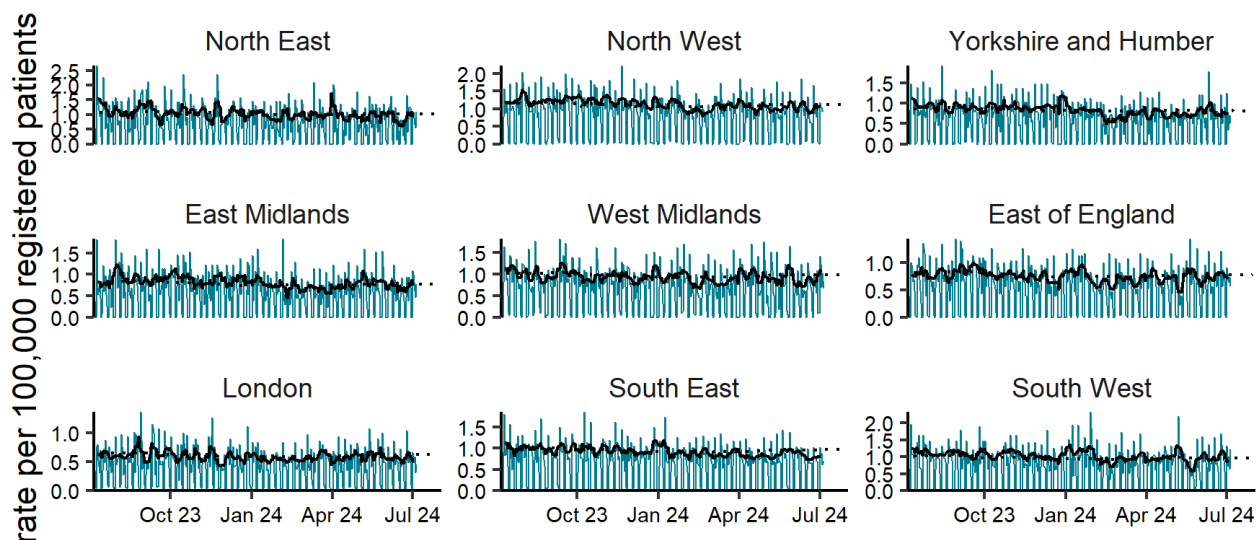 rate per 100,000 registered patients
North East
North West
Yorkshire and Humber
2.5
2.0
1.5
1.0
0.5
0.0
2.0
1.5
1.0
0.5
0.0
1.5
1.0
0.5
0.0
East Midlands
West Midlands
East of England
1.5
1.0
0.5
0.0
1.5
1.0
0.5
0.0
1.0
0.5
0.0
London
South East
South West
1.0
0.5
0.0
1.5
1.0
0.5
0.0
2.0
1.5
1.0
0.5
0.0
Oct 23 Jan 24 Apr 24 Jul 24
Oct 23 Jan 24 Apr 24 Jul 24
Oct 23 Jan 24 Apr 24 Jul 24